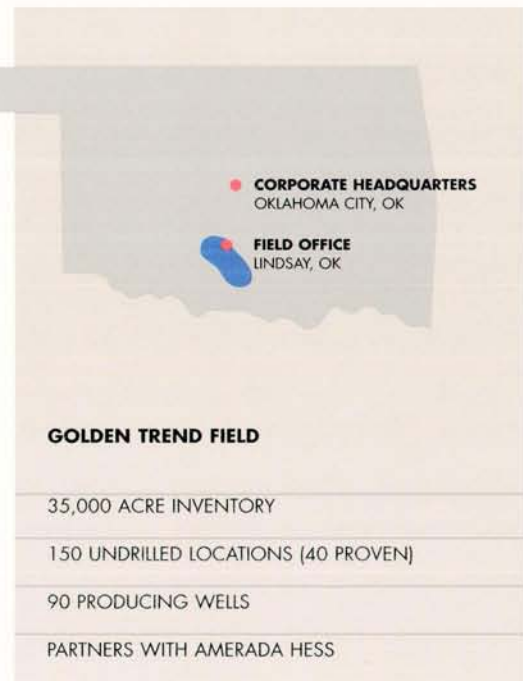 CORPORATE HEADQUARTERS
OKLAHOMA CITY, OK
FIELD OFFICE
LINDSAY, OK
GOLDEN TREND FIELD
35,000 ACRE INVENTORY
150 UNDRILLED LOCATIONS (40 PROVEN)
90 PRODUCING WELLS
PARTNERS WITH AMERADA HESS